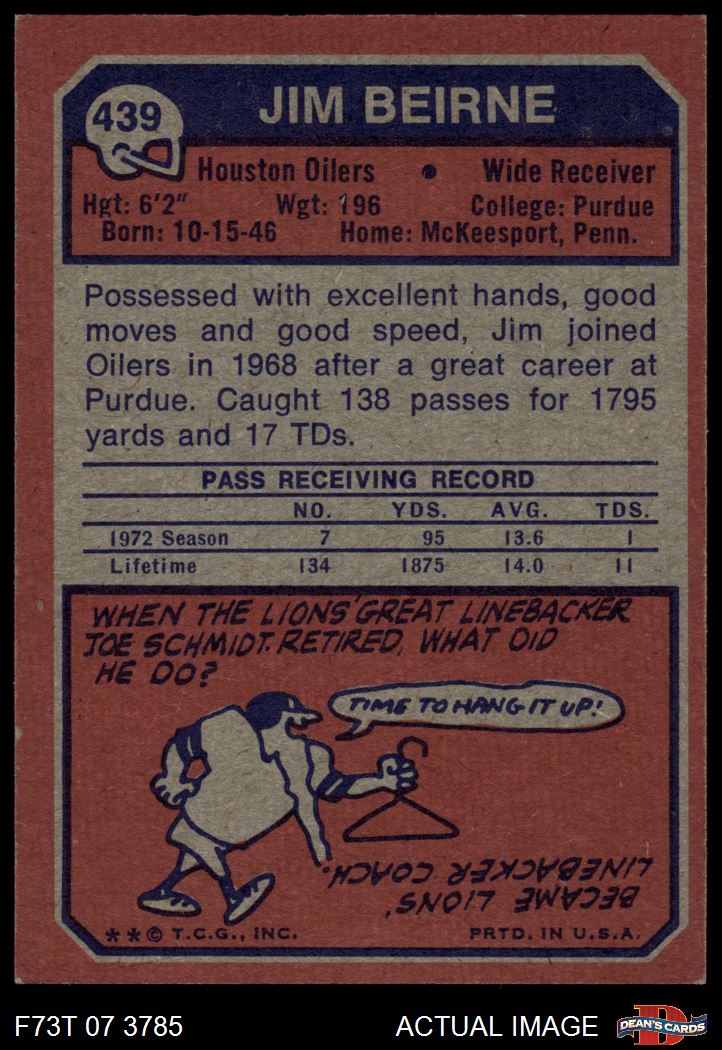 439
JIM BEIRNE
Houston Oilers • Wide Receiver
Hgt: 6'2" Wgt: 196 College: Purdue
Born: 10-15-46 Home: McKeesport, Penn.
Possessed with excellent hands, good
moves and good speed, Jim joined
Oilers in 1968 after a great career at
Purdue. Caught 138 passes for 1795
yards and 17 TDs.
PASS RECEIVING RECORD
NO. YDS. AVG. TDS.
1972 Season 7 95 13.6 1
Lifetime 134 1875 14.0 11
WHEN THE LIONS' GREAT LINEBACKER
JOE SCHMIDT RETIRED, WHAT DID
HE DO?
TIME TO HANG IT UP!
BECAME LIONS'
LINEBACKER COACH.
* * © T.C.G., INC. PRTD. IN U.S.A.
F73T 07 3785 ACTUAL IMAGE
D
DEAN'S CARDS